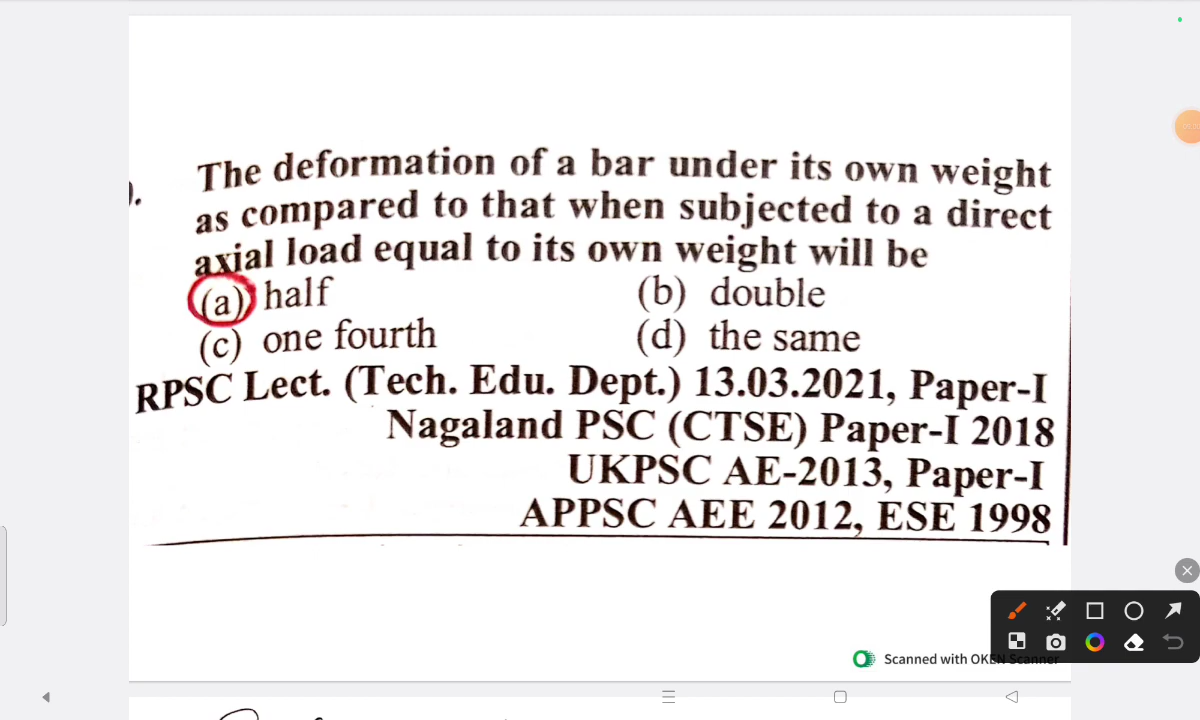 The deformation of a bar under its own weight
as compared to that when subjected to a direct
axial load equal to its own weight will be
(a) half (b) double
(c) one fourth (d) the same
RPSC Lect. (Tech. Edu. Dept.) 13.03.2021, Paper-I
Nagaland PSC (CTSE) Paper-I 2018
UKPSC AE-2013, Paper-I
APPSC AEE 2012, ESE 1998
Scanned with OKEN Scanner